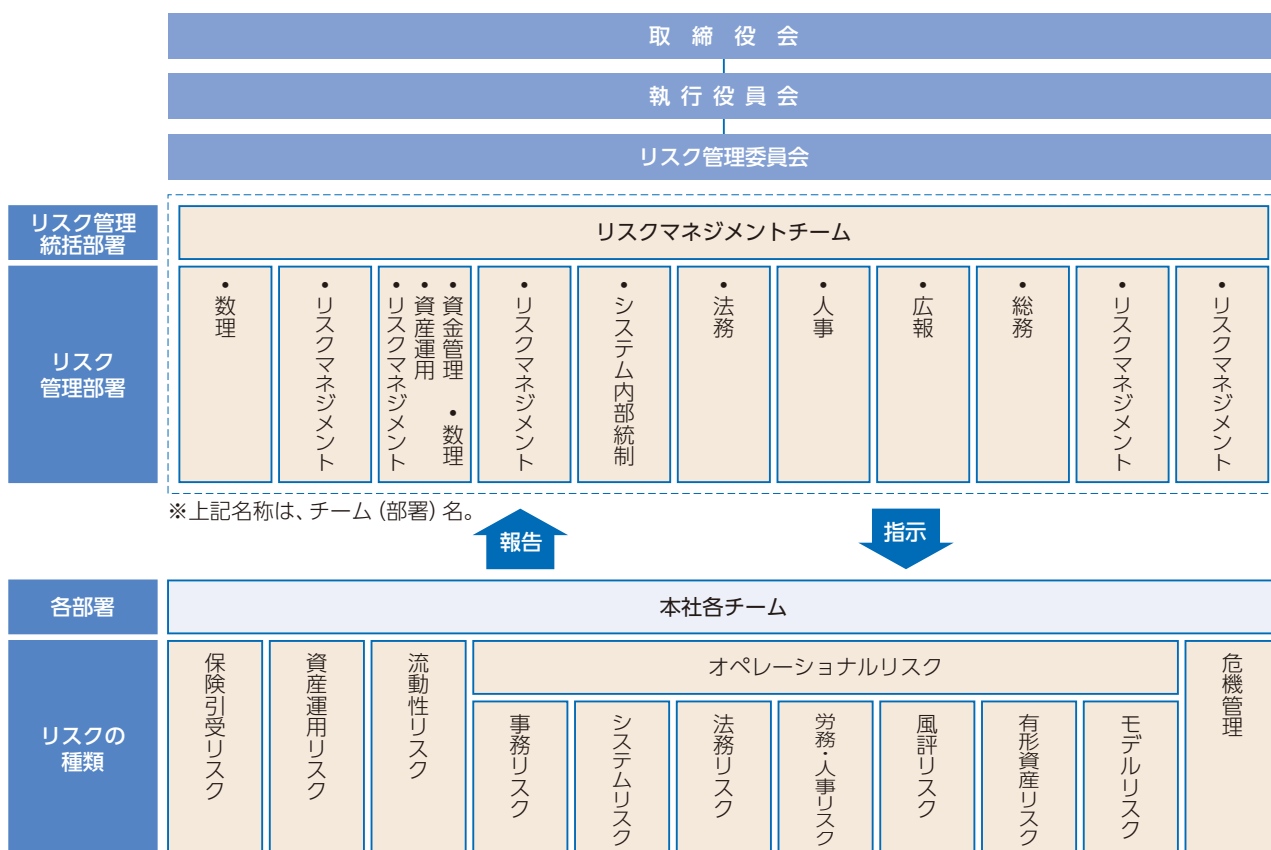 取締役会
執行役員会
リスク管理委員会
リスク管理
統括部署
リスクマネジメントチーム
リスク
管理部署
・数理
・リスクマネジメント
・資金管理 ・数理
・資産運用
・リスクマネジメント
・リスクマネジメント
・システム内部統制
・法務
・人事
・広報
・総務
・リスクマネジメント
・リスクマネジメント
※上記名称は、チーム(部署)名。
報告
指示
各部署
本社各チーム
リスクの
種類
保険引受リスク
資産運用リスク
流動性リスク
オペレーショナルリスク
事務リスク
システムリスク
法務リスク
労務・人事リスク
風評リスク
有形資産リスク
モデルリスク
危機管理